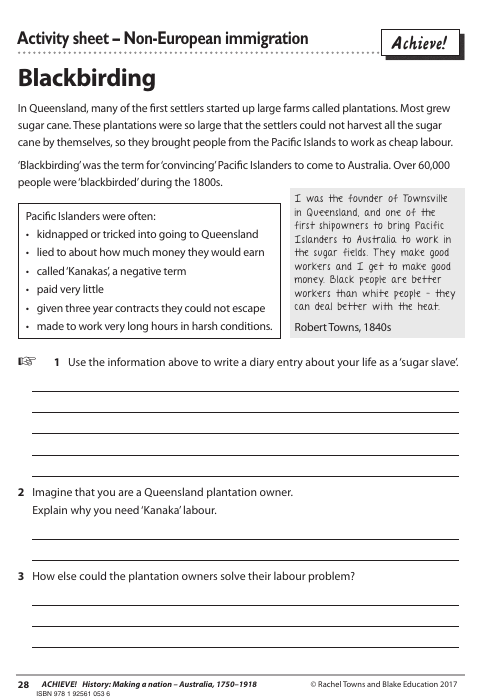 Activity sheet – Non-European immigration
Achieve!
Blackbirding
In Queensland, many of the first settlers started up large farms called plantations. Most grew
sugar cane. These plantations were so large that the settlers could not harvest all the sugar
cane by themselves, so they brought people from the Pacific Islands to work as cheap labour.
‘Blackbirding’ was the term for ‘convincing’ Pacific Islanders to come to Australia. Over 60,000
people were ‘blackbirded’ during the 1800s.
Pacific Islanders were often:
• kidnapped or tricked into going to Queensland
• lied to about how much money they would earn
• called ‘Kanakas’, a negative term
• paid very little
• given three year contracts they could not escape
• made to work very long hours in harsh conditions.
I was the founder of Townsville
in Queensland, and one of the
first shipowners to bring Pacific
Islanders to Australia to work in
the sugar fields. They make good
workers and I get to make good
money. Black people are better
workers than white people – they
can deal better with the heat.
Robert Towns, 1840s
1 Use the information above to write a diary entry about your life as a ‘sugar slave’.
2 Imagine that you are a Queensland plantation owner.
Explain why you need ‘Kanaka’ labour.
3 How else could the plantation owners solve their labour problem?
28 ACHIEVE! History: Making a nation – Australia, 1750–1918
© Rachel Towns and Blake Education 2017
ISBN 978 1 92561 053 6